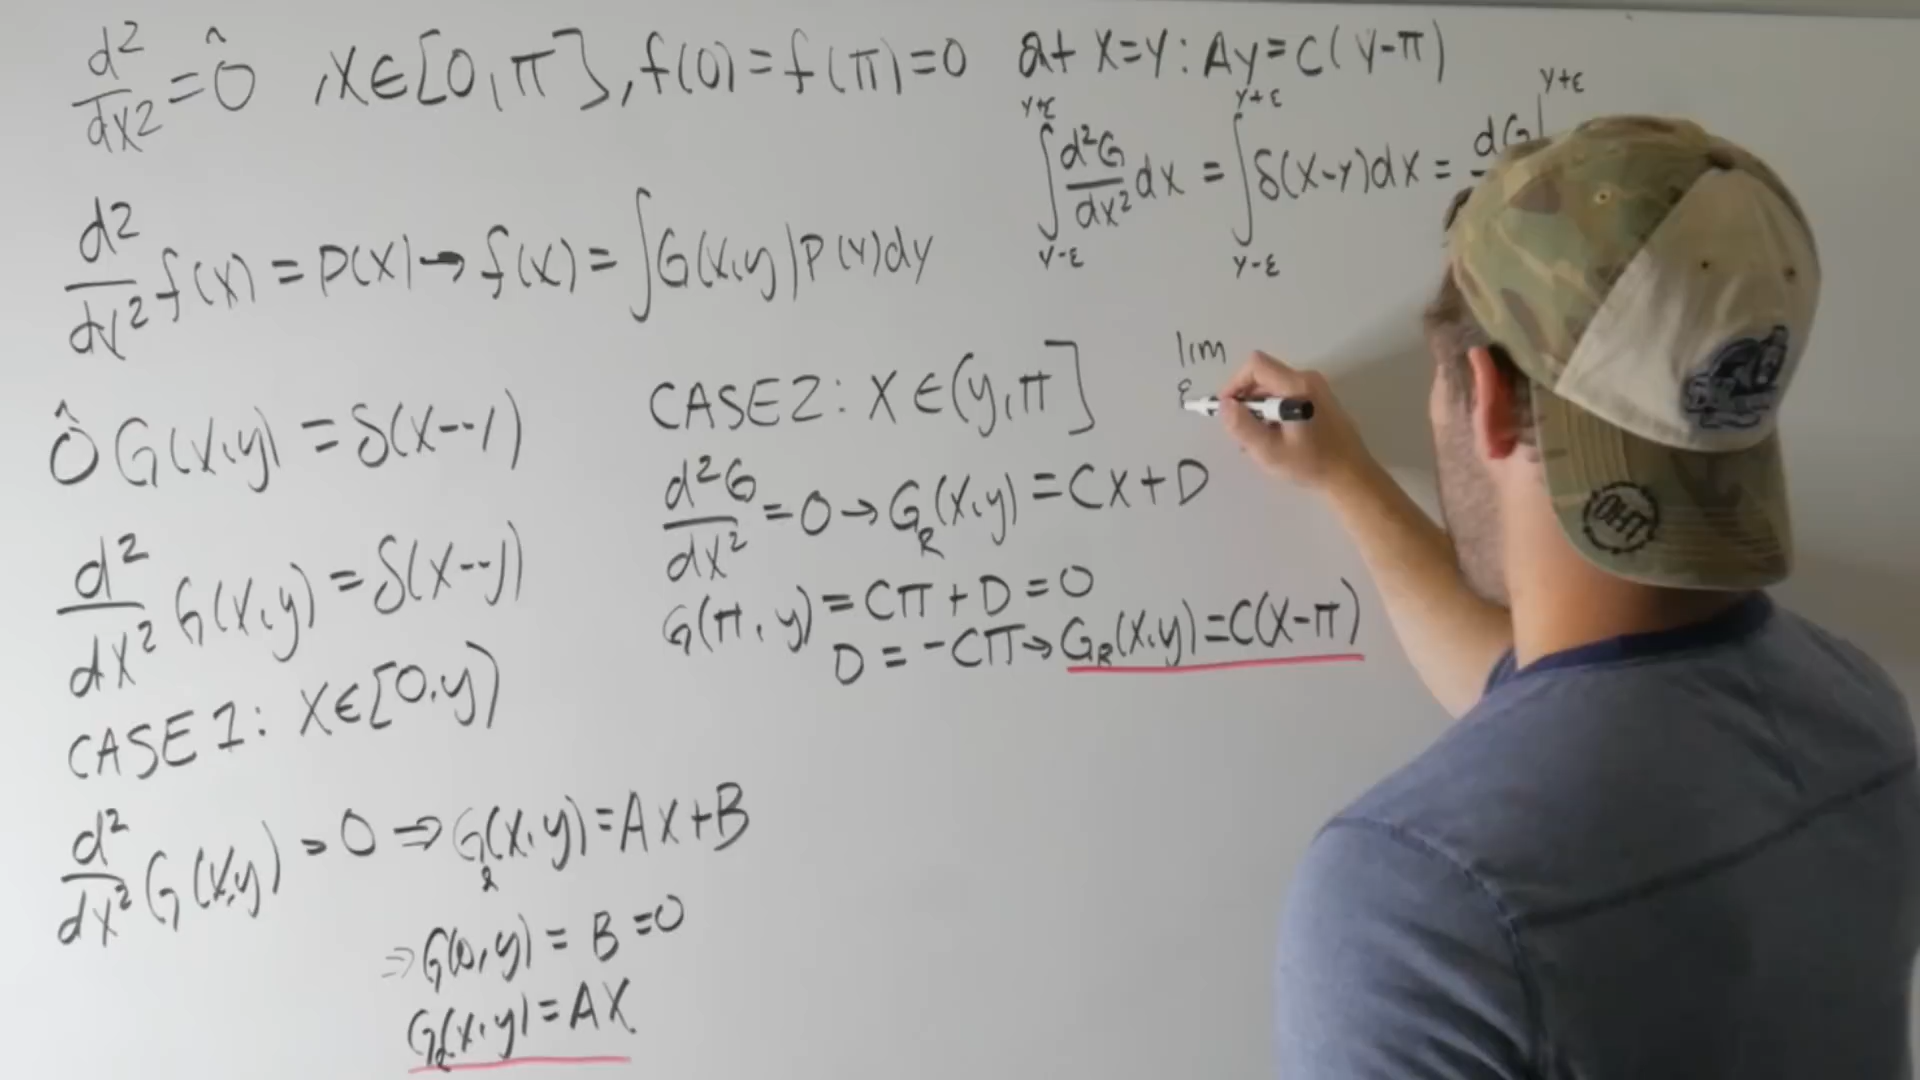 d²/dx² = Ô , X∈[0,π], f(0)=f(π)=0
d²/dx² f(x) = P(x) → f(x) = ∫G(x,y)P(y)dy
Ô G(x,y) = δ(x-y)
d²/dx² G(x,y) = δ(x-y)
CASE 1: X∈[0,y)
d²/dx² G(x,y) = 0 ⇒ G_L(x,y) = AX+B
⇒ G(0,y) = B = 0
G_L(x,y) = AX
CASE 2: X∈(y,π]
d²G/dx² = 0 → G_R(x,y) = CX+D
G(π,y) = Cπ+D = 0
D = -Cπ → G_R(x,y) = C(X-π)
at X=Y: AY = C(Y-π)
∫_{Y-ε}^{Y+ε} d²G/dx² dx = ∫_{Y-ε}^{Y+ε} δ(x-y)dx = dG |^{Y+ε}
lim
ε
OHT